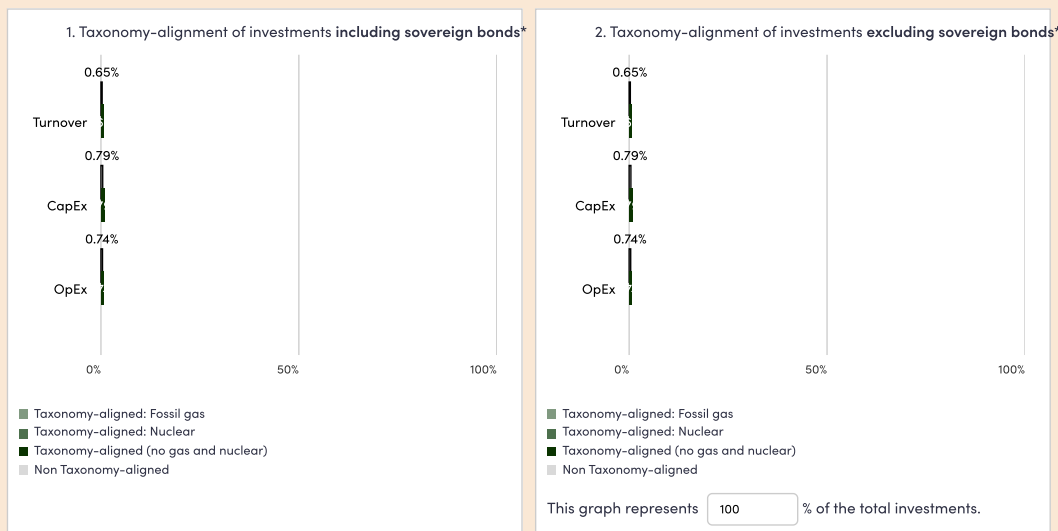 1. Taxonomy-alignment of investments including sovereign bonds*
0.65%
Turnover
0.79%
CapEx
0.74%
OpEx
0% 50% 100%
Taxonomy-aligned: Fossil gas
Taxonomy-aligned: Nuclear
Taxonomy-aligned (no gas and nuclear)
Non Taxonomy-aligned
2. Taxonomy-alignment of investments excluding sovereign bonds*
0.65%
Turnover
0.79%
CapEx
0.74%
OpEx
0% 50% 100%
Taxonomy-aligned: Fossil gas
Taxonomy-aligned: Nuclear
Taxonomy-aligned (no gas and nuclear)
Non Taxonomy-aligned
This graph represents 100 % of the total investments.